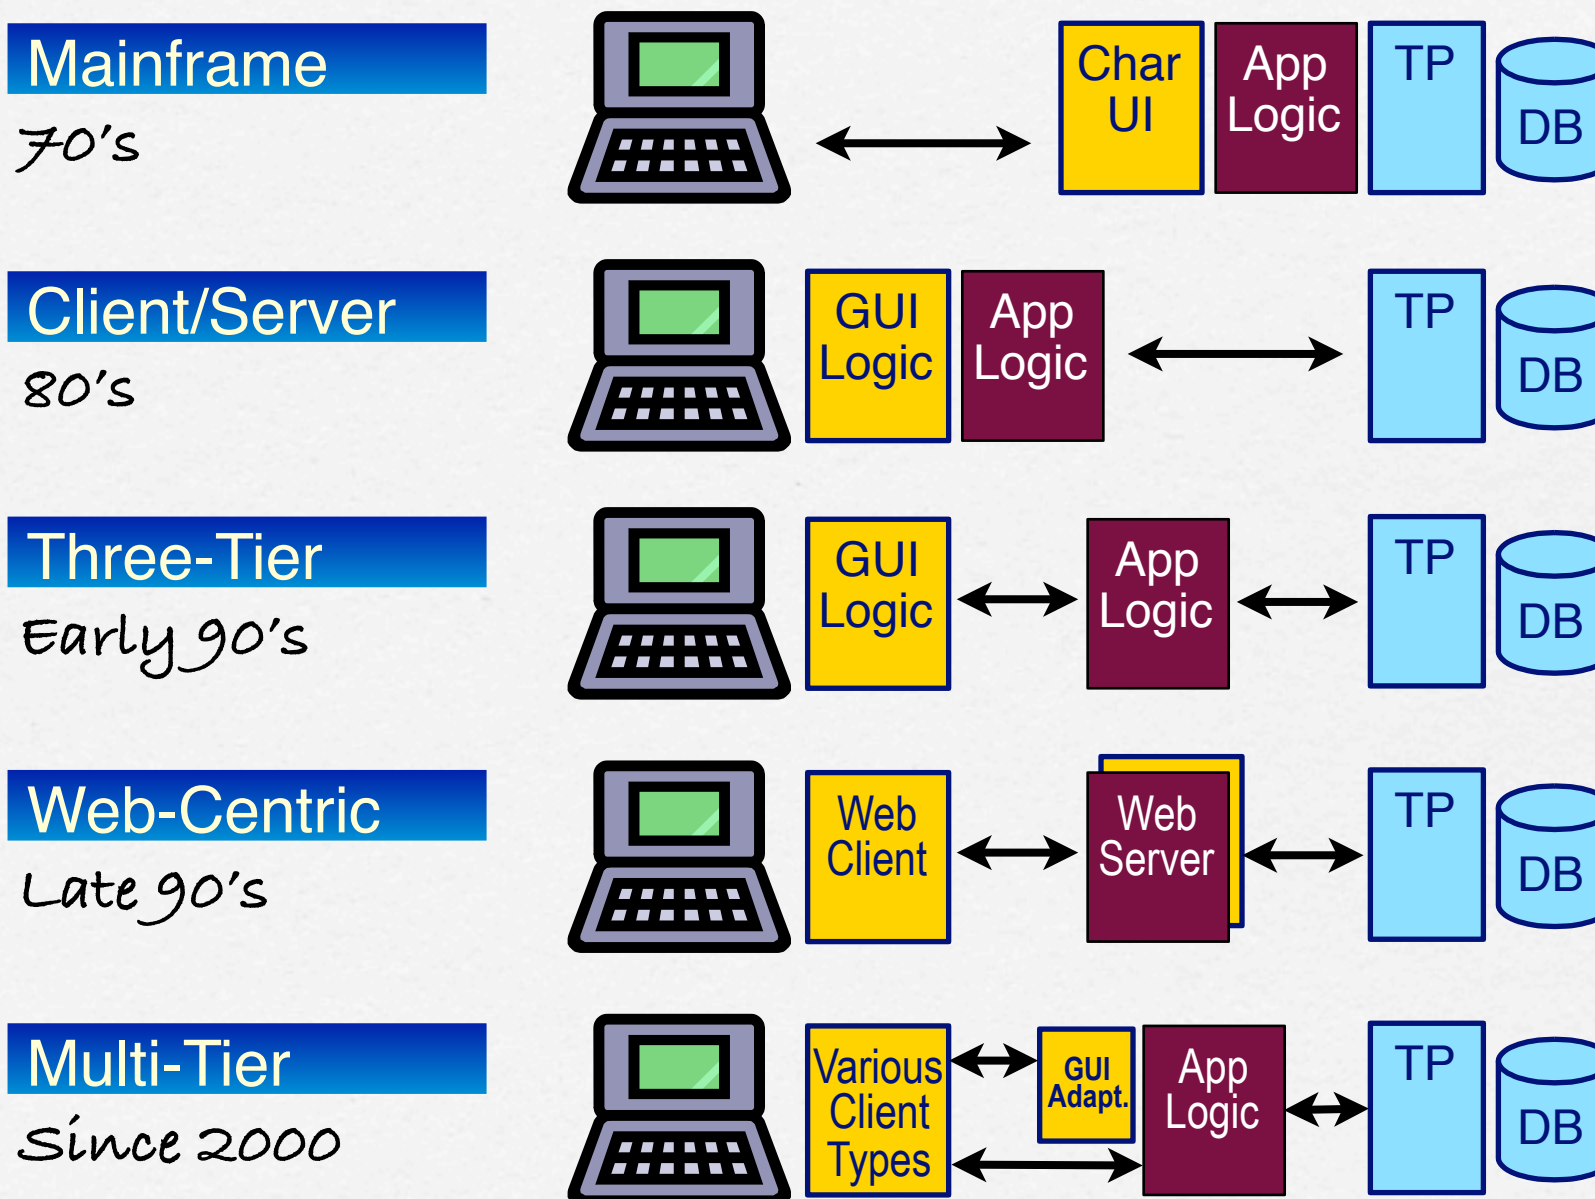 Mainframe
70's
Char
UI
App
Logic
TP
DB
Client/Server
80's
GUI
Logic
App
Logic
TP
DB
Three-Tier
Early 90's
GUI
Logic
App
Logic
TP
DB
Web-Centric
Late 90's
Web
Client
Web
Server
TP
DB
Multi-Tier
Since 2000
Various
Client
Types
GUI
Adapt.
App
Logic
TP
DB